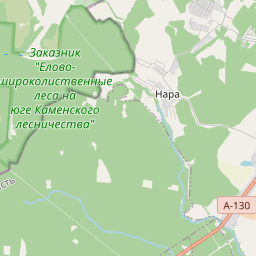 Заказник
"Елово-
широколиственные
леса на
юге Каменского
лесничества"
Нара
А-130